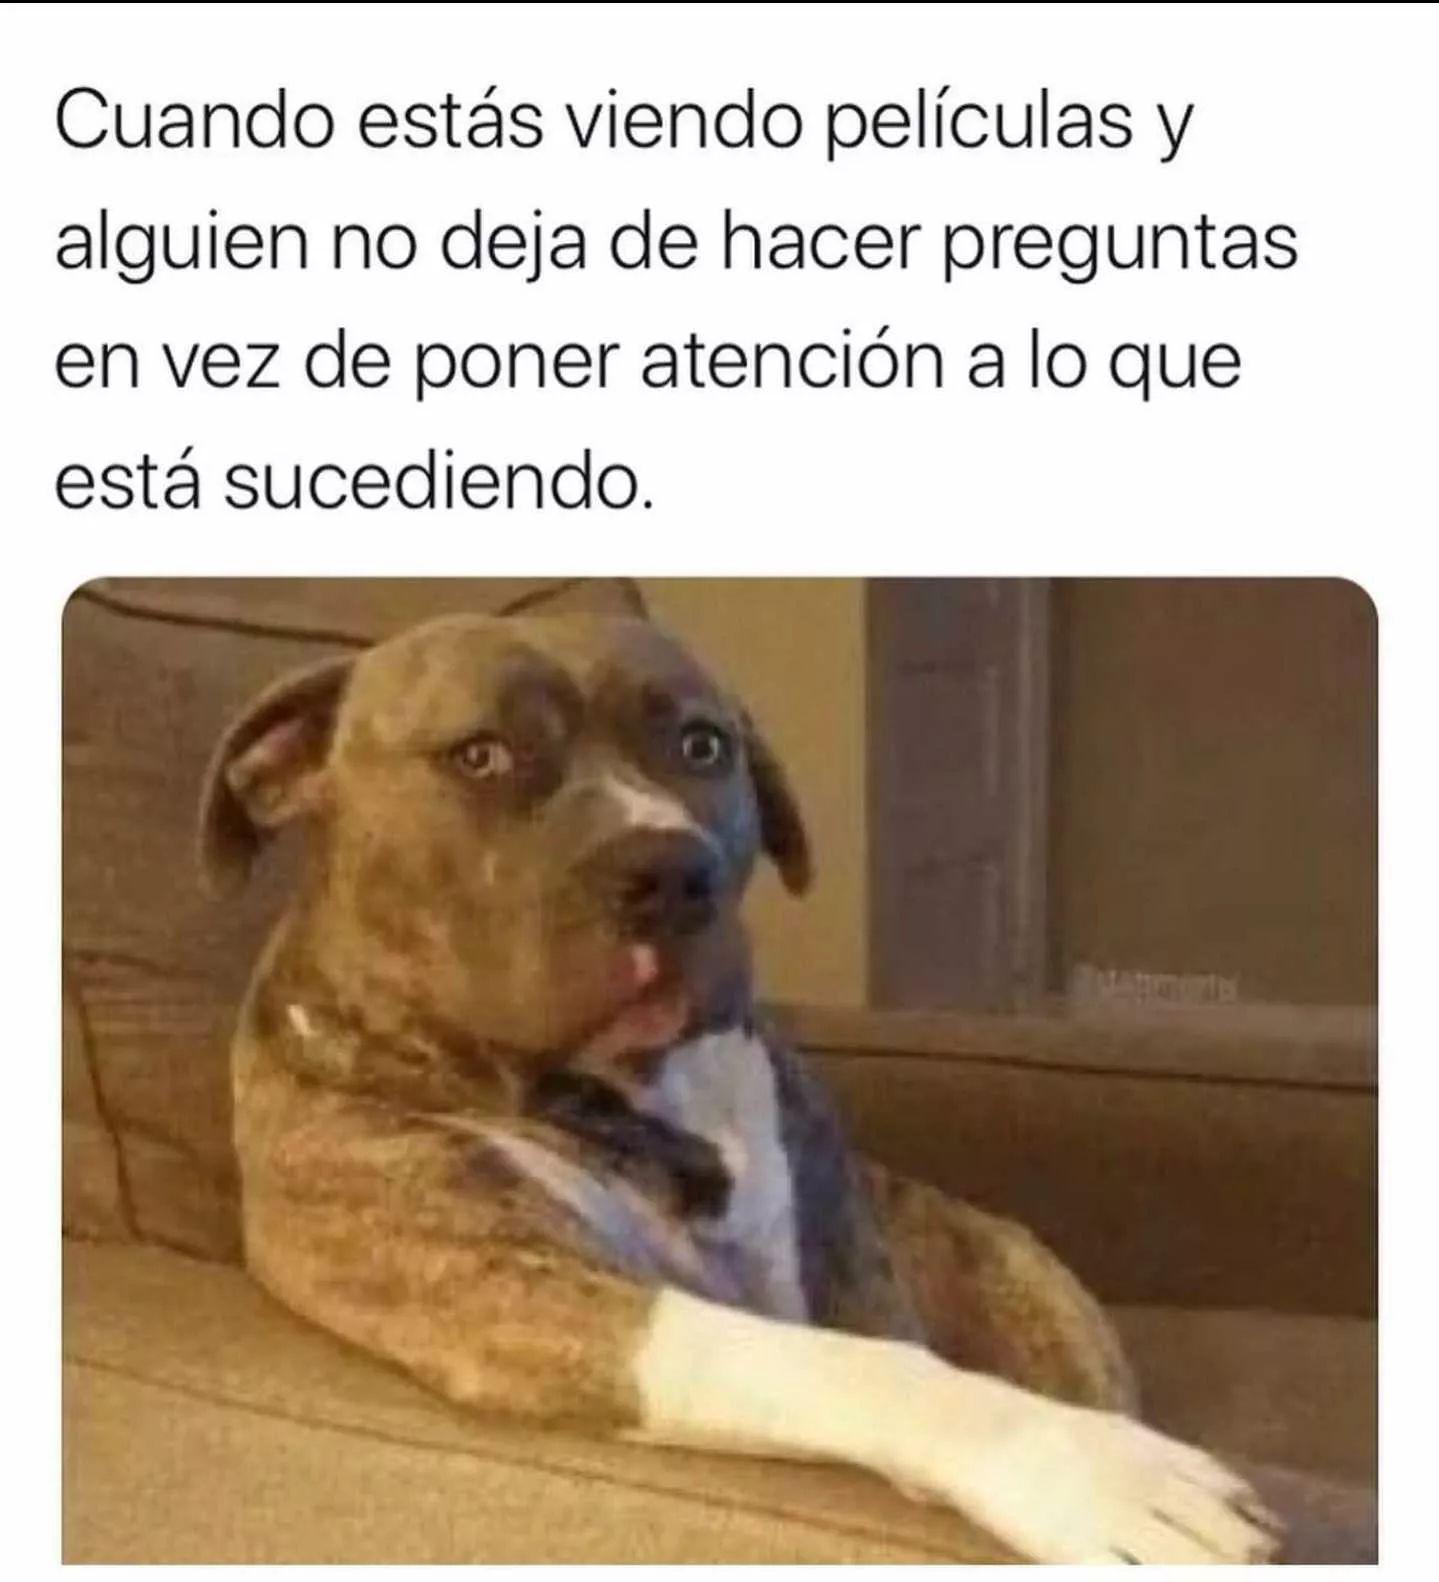 Cuando estás viendo películas y
alguien no deja de hacer preguntas
en vez de poner atención a lo que
está sucediendo.